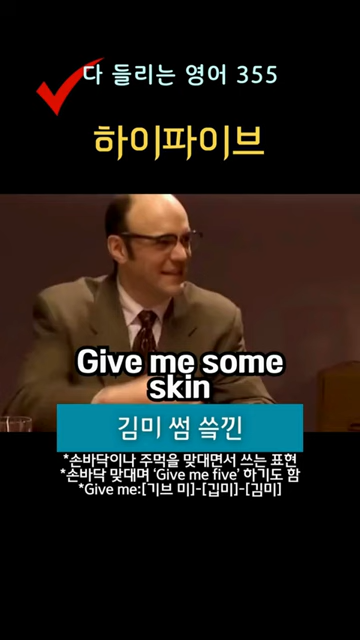 다 들리는 영어 355
하이파이브
Give me some
skin
김미 썸 쓐낀
*손바닥이나 주먹을 맞대면서 쓰는 표현
*손바닥 맞대며 'Give me five' 하기도 함
*Give me:[기브 미]-[깁미]-[김미]